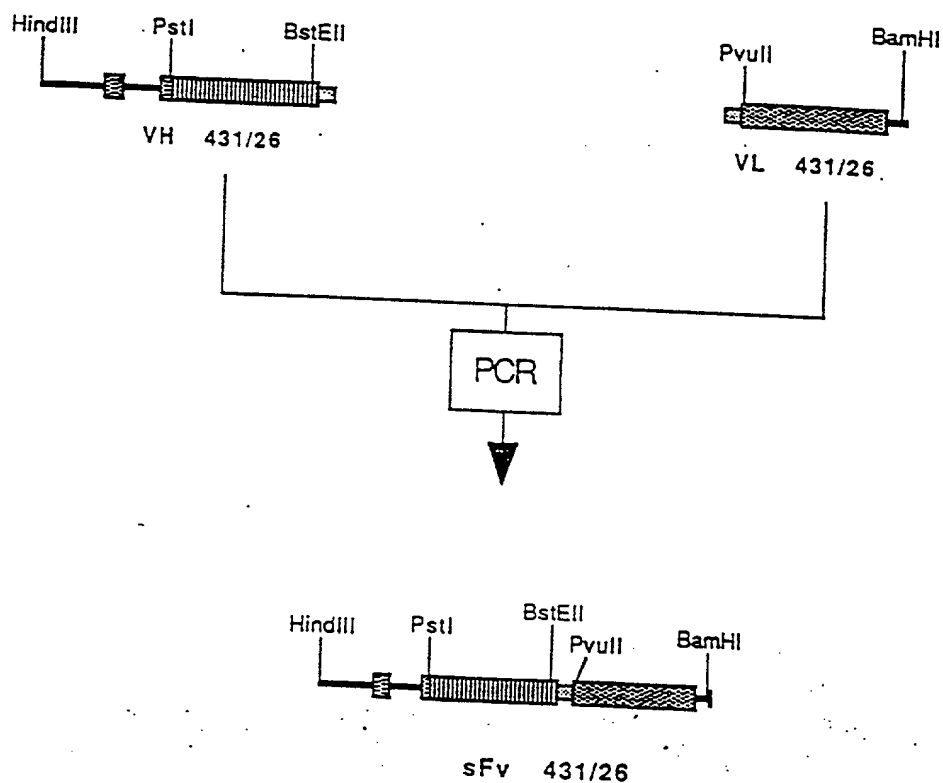 HindIII PstI BstEII
PvuII BamHI
VH 431/26
VL 431/26
PCR
HindIII PstI BstEII PvuII BamHI
sFv 431/26